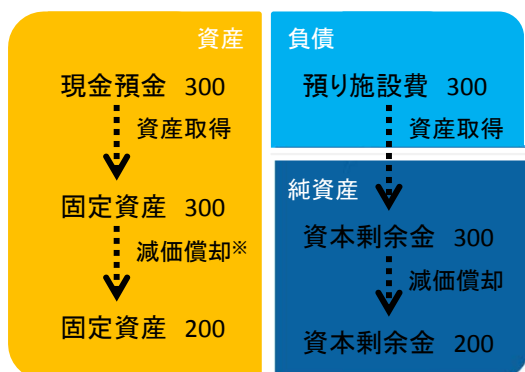 資産
現金預金 300
資産取得
固定資産 300
減価償却※
固定資産 200
負債
預り施設費 300
資産取得
純資産
資本剰余金 300
減価償却
資本剰余金 200